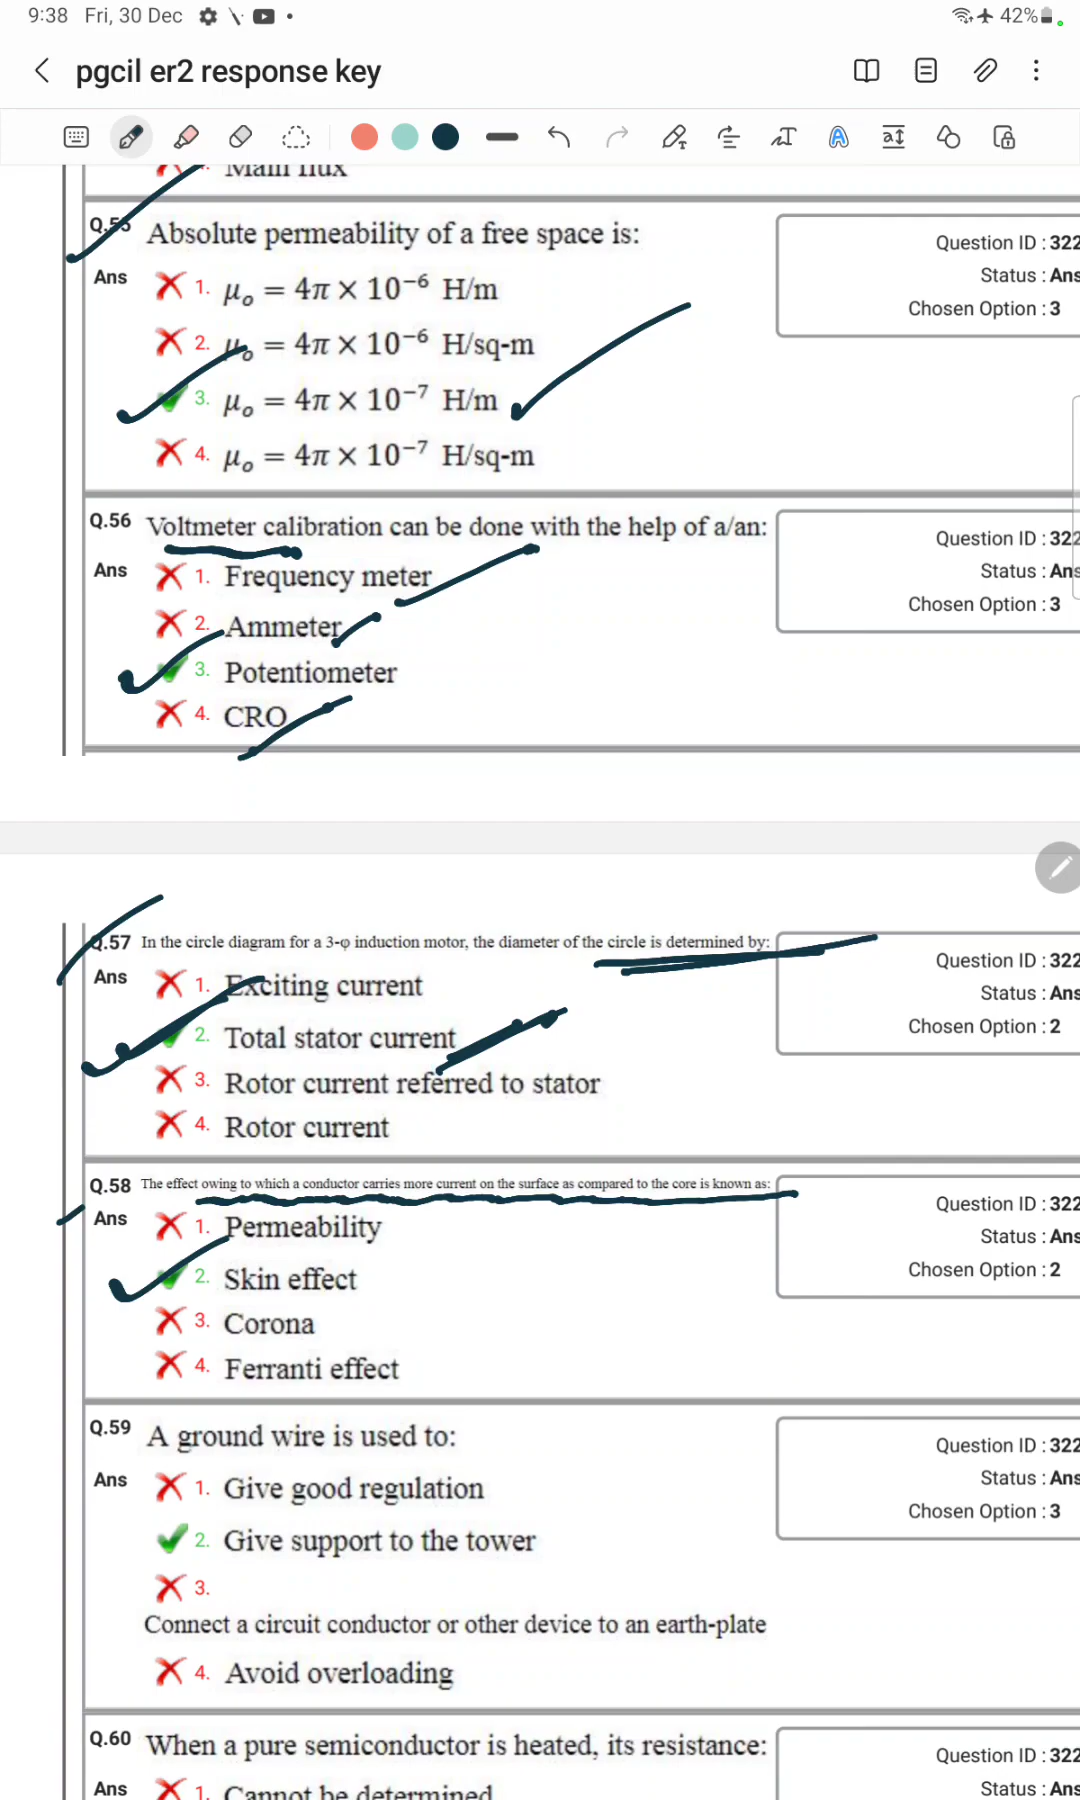 9:38 Fri, 30 Dec
42%
pgcil er2 response key
Main flux
Q.55 Absolute permeability of a free space is:
Question ID : 322
Status : Ans
Chosen Option : 3
Ans 1. μₒ = 4π × 10⁻⁶ H/m
2. μₒ = 4π × 10⁻⁶ H/sq-m
3. μₒ = 4π × 10⁻⁷ H/m
4. μₒ = 4π × 10⁻⁷ H/sq-m
Q.56 Voltmeter calibration can be done with the help of a/an:
Question ID : 322
Status : Ans
Chosen Option : 3
Ans 1. Frequency meter
2. Ammeter
3. Potentiometer
4. CRO
Q.57 In the circle diagram for a 3-φ induction motor, the diameter of the circle is determined by:
Question ID : 322
Status : Ans
Chosen Option : 2
Ans 1. Exciting current
2. Total stator current
3. Rotor current referred to stator
4. Rotor current
Q.58 The effect owing to which a conductor carries more current on the surface as compared to the core is known as:
Question ID : 322
Status : Ans
Chosen Option : 2
Ans 1. Permeability
2. Skin effect
3. Corona
4. Ferranti effect
Q.59 A ground wire is used to:
Question ID : 322
Status : Ans
Chosen Option : 3
Ans 1. Give good regulation
2. Give support to the tower
3.
Connect a circuit conductor or other device to an earth-plate
4. Avoid overloading
Q.60 When a pure semiconductor is heated, its resistance:
Question ID : 322
Status : Ans
Ans 1. Cannot be determined